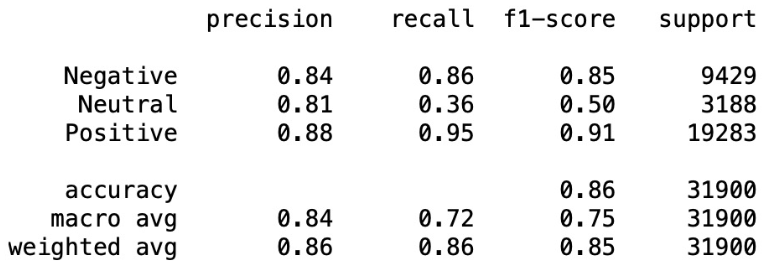 precision recall f1-score support
Negative 0.84 0.86 0.85 9429
Neutral 0.81 0.36 0.50 3188
Positive 0.88 0.95 0.91 19283
accuracy 0.86 31900
macro avg 0.84 0.72 0.75 31900
weighted avg 0.86 0.86 0.85 31900